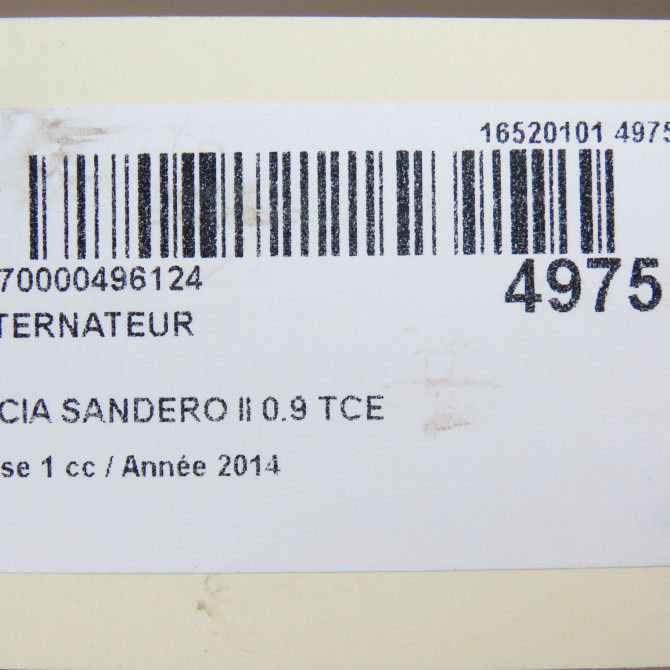 16520101 4975
70000496124
4975
TERNATEUR
CIA SANDERO II 0.9 TCE
se 1 cc / Année 2014